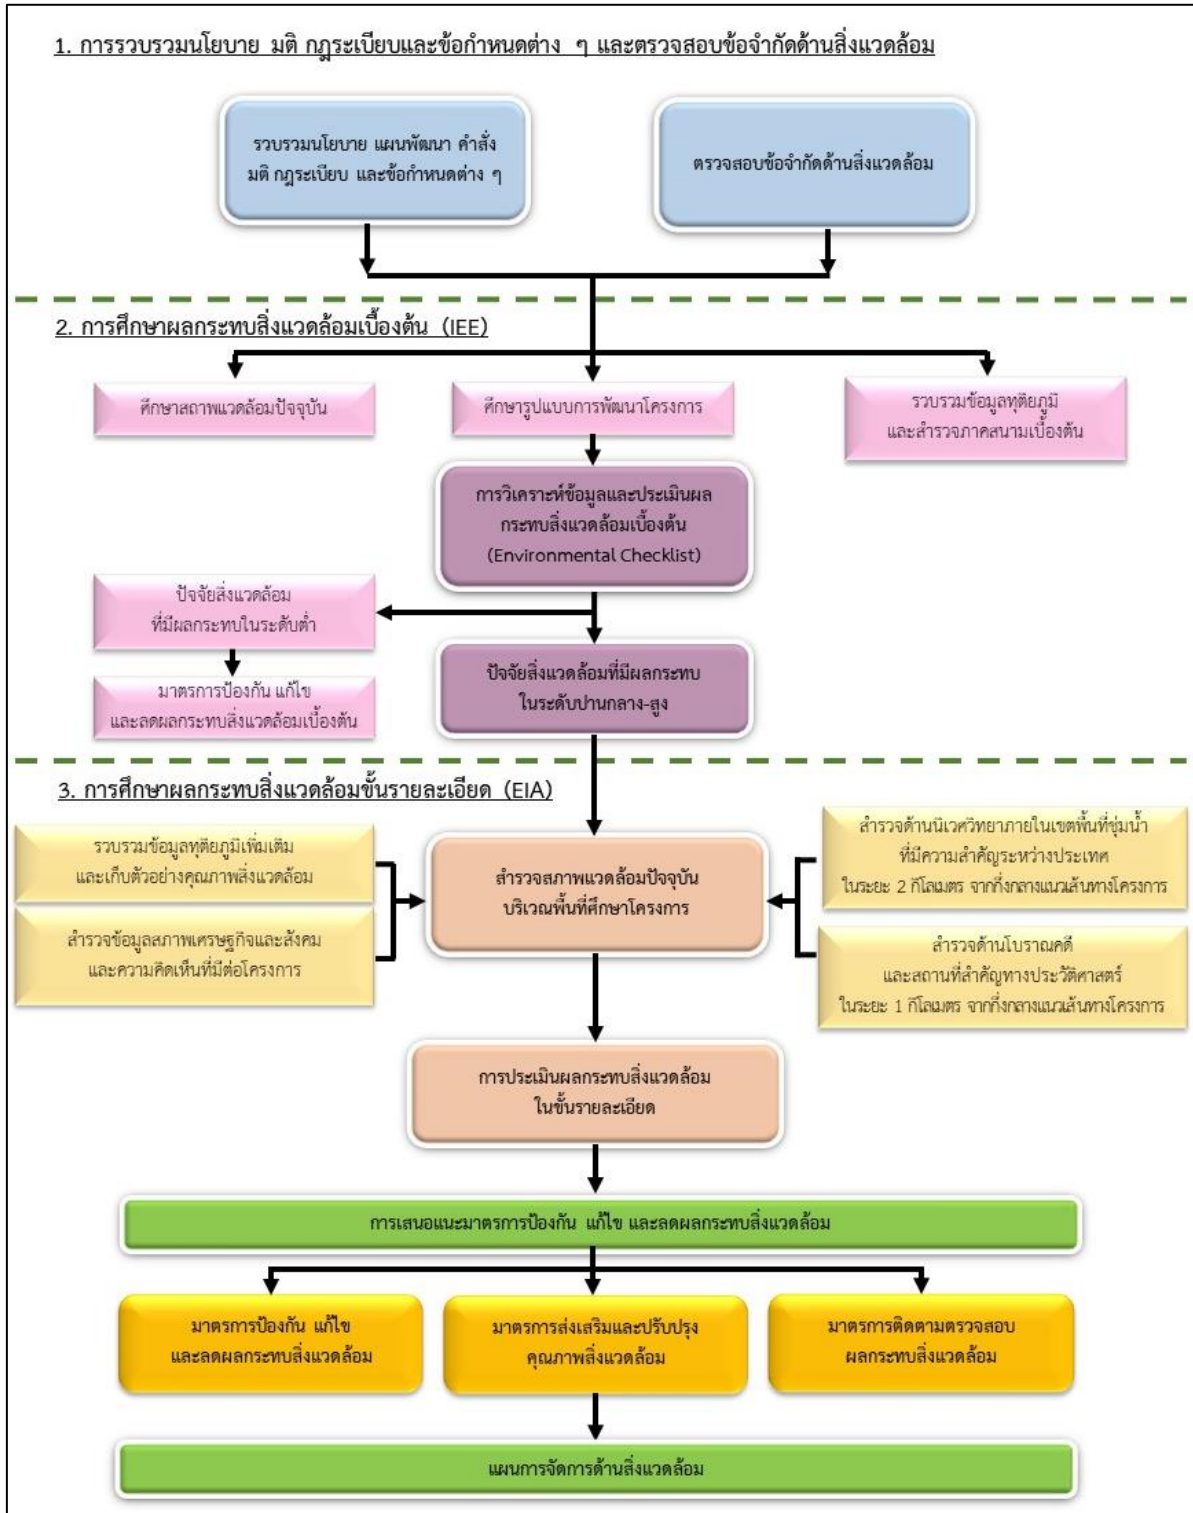 1. การรวบรวมนโยบาย มติ กฎระเบียบและข้อกำหนดต่าง ๆ และตรวจสอบข้อจำกัดด้านสิ่งแวดล้อม
รวบรวมนโยบาย แผนพัฒนา คำสั่ง
มติ กฎระเบียบ และข้อกำหนดต่าง ๆ
ตรวจสอบข้อจำกัดด้านสิ่งแวดล้อม
2. การศึกษาผลกระทบสิ่งแวดล้อมเบื้องต้น (IEE)
ศึกษาสภาพแวดล้อมปัจจุบัน
ศึกษารูปแบบการพัฒนาโครงการ
รวบรวมข้อมูลทุติยภูมิ
และสำรวจภาคสนามเบื้องต้น
การวิเคราะห์ข้อมูลและประเมินผล
กระทบสิ่งแวดล้อมเบื้องต้น
(Environmental Checklist)
ปัจจัยสิ่งแวดล้อม
ที่มีผลกระทบในระดับต่ำ
ปัจจัยสิ่งแวดล้อมที่มีผลกระทบ
ในระดับปานกลาง-สูง
มาตรการป้องกัน แก้ไข
และลดผลกระทบสิ่งแวดล้อมเบื้องต้น
3. การศึกษาผลกระทบสิ่งแวดล้อมขั้นรายละเอียด (EIA)
รวบรวมข้อมูลทุติยภูมิเพิ่มเติม
และเก็บตัวอย่างคุณภาพสิ่งแวดล้อม
สำรวจข้อมูลสภาพเศรษฐกิจและสังคม
และความคิดเห็นที่มีต่อโครงการ
สำรวจสภาพแวดล้อมปัจจุบัน
บริเวณพื้นที่ศึกษาโครงการ
สำรวจด้านนิเวศวิทยาภายในเขตพื้นที่ชุ่มน้ำ
ที่มีความสำคัญระหว่างประเทศ
ในระยะ 2 กิโลเมตร จากกึ่งกลางแนวเส้นทางโครงการ
สำรวจด้านโบราณคดี
และสถานที่สำคัญทางประวัติศาสตร์
ในระยะ 1 กิโลเมตร จากกึ่งกลางแนวเส้นทางโครงการ
การประเมินผลกระทบสิ่งแวดล้อม
ในขั้นรายละเอียด
การเสนอแนะมาตรการป้องกัน แก้ไข และลดผลกระทบสิ่งแวดล้อม
มาตรการป้องกัน แก้ไข
และลดผลกระทบสิ่งแวดล้อม
มาตรการส่งเสริมและปรับปรุง
คุณภาพสิ่งแวดล้อม
มาตรการติดตามตรวจสอบ
ผลกระทบสิ่งแวดล้อม
แผนการจัดการด้านสิ่งแวดล้อม